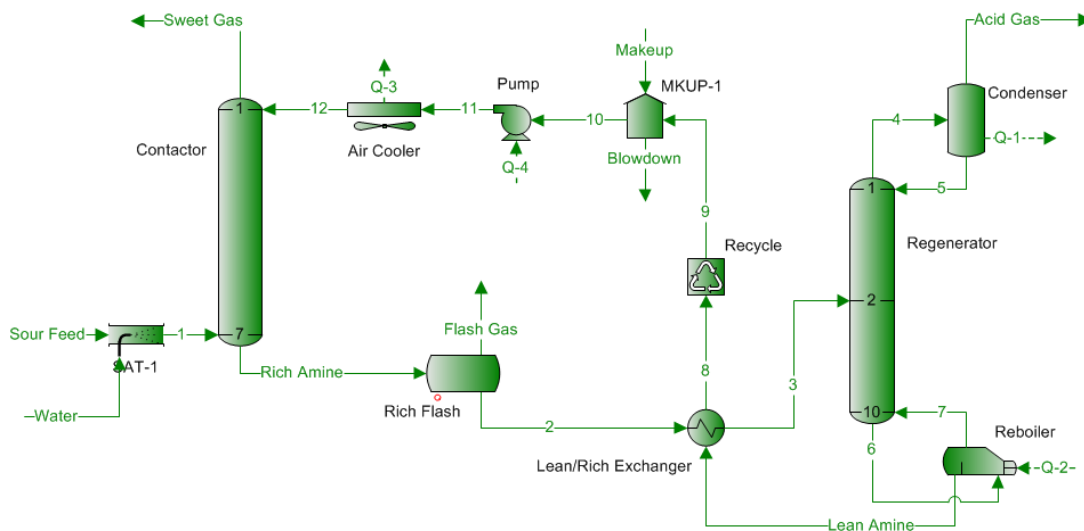 Sweet Gas
Acid Gas
Makeup
Q-3
Pump
MKUP-1
Condenser
1
12
11
10
4
Contactor
Air Cooler
Q-4
Blowdown
Q-1
1
5
9
Recycle
Regenerator
Sour Feed
1
7
Flash Gas
2
SAT-1
Rich Amine
8
3
Rich Flash
Water
2
10
7
Reboiler
Lean/Rich Exchanger
6
Q-2
Lean Amine